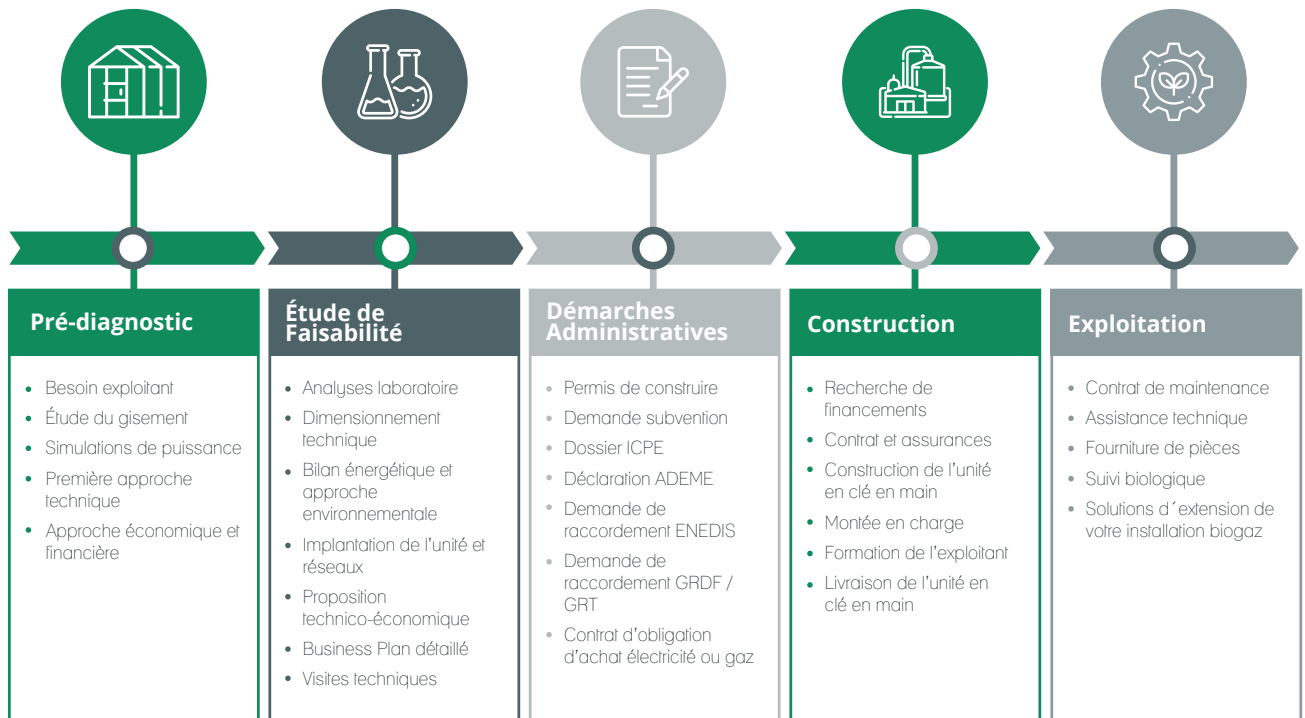 Pré-diagnostic
Besoin exploitant
Étude du gisement
Simulations de puissance
Première approche
technique
Approche économique et
financière
Étude de
Faisabilité
Analyses laboratoire
Dimensionnement
technique
Bilan énergétique et
approche
environnementale
Implantation de l'unité et
réseaux
Proposition
technico-économique
Business Plan détaillé
Visites techniques
Démarches
Administratives
Permis de construire
Demande subvention
Dossier ICPE
Déclaration ADEME
Demande de
raccordement ENEDIS
Demande de
raccordement GRDF /
GRT
Contrat d'obligation
d'achat électricité ou gaz
Construction
Recherche de
financements
Contrat et assurances
Construction de l'unité
en clé en main
Montée en charge
Formation de l'exploitant
Livraison de l'unité en
clé en main
Exploitation
Contrat de maintenance
Assistance technique
Fourniture de pièces
Suivi biologique
Solutions d´extension de
votre installation biogaz